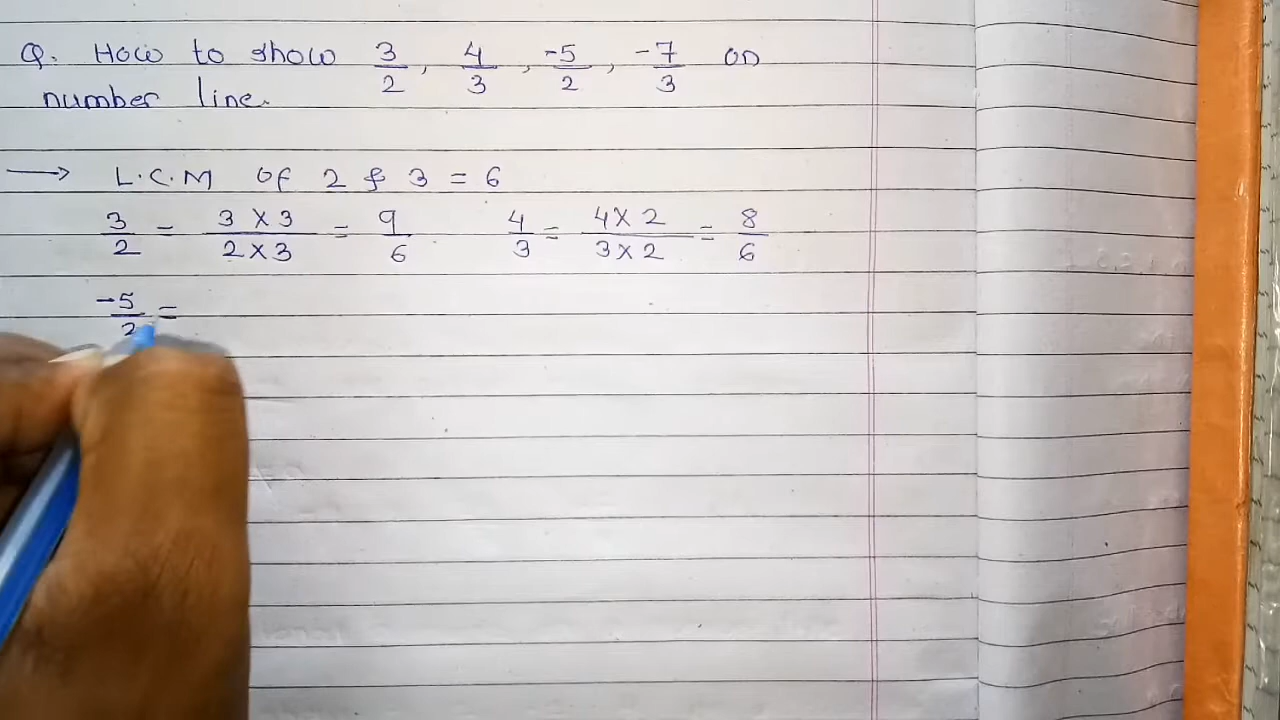 Q. How to show 3/2, 4/3, -5/2, -7/3 on
number line.
→ L.C.M of 2 & 3 = 6
3/2 = 3 X 3 / 2 X 3 = 9/6 4/3 = 4 X 2 / 3 X 2 = 8/6
-5/2 =